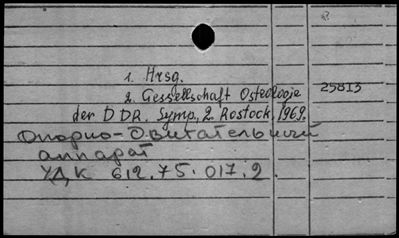 1. Hrsg.
2. Gessellschaft Osteologie 25813
der DDR. Symp, 2. Rostock, 1969.
Опорно-двигательный
аппарат
УДК 612.75.017.2